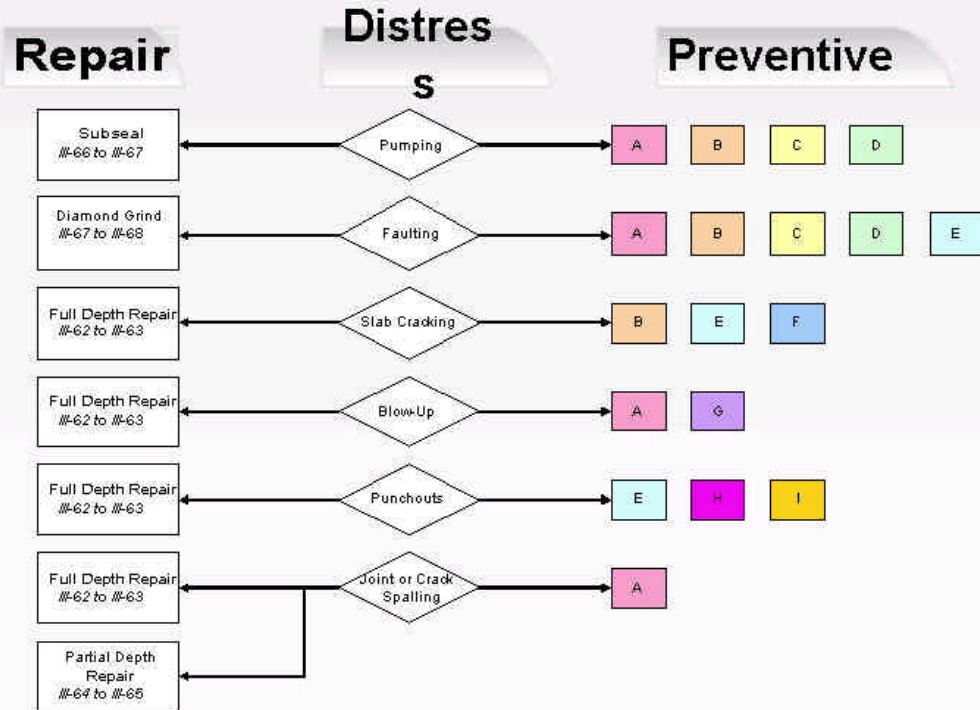 Repair
Distres
s
Preventive
Subseal
III-66 to III-67
Pumping
A B C D
Diamond Grind
III-67 to III-68
Faulting
A B C D E
Full Depth Repair
III-62 to III-63
Slab Cracking
B E F
Full Depth Repair
III-62 to III-63
Blow-Up
A G
Full Depth Repair
III-62 to III-63
Punchouts
E H I
Full Depth Repair
III-62 to III-63
Joint or Crack
Spalling
A
Partial Depth
Repair
III-64 to III-65